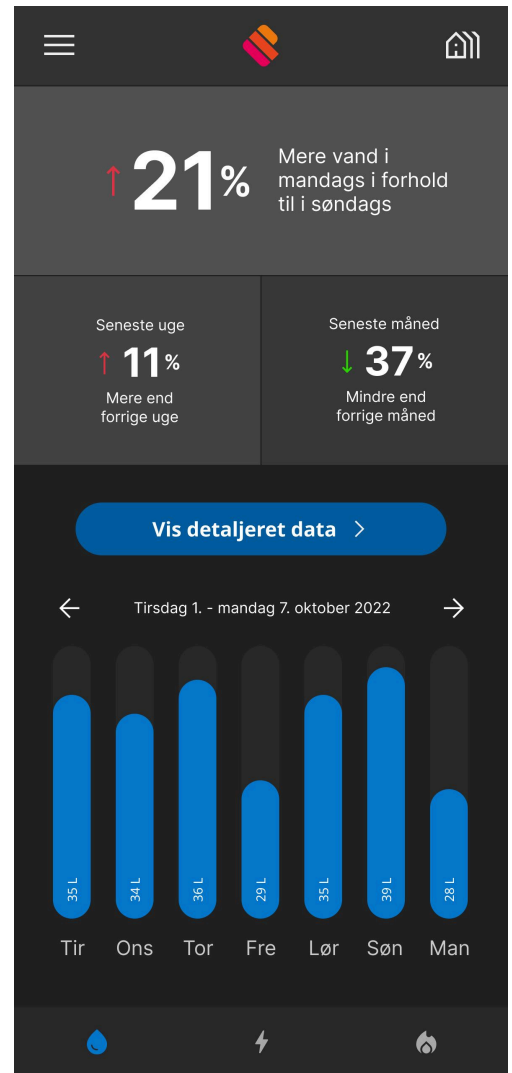 ↑ 21%
Mere vand i
mandags i forhold
til i søndags
Seneste uge
↑ 11%
Mere end
forrige uge
Seneste måned
↓ 37%
Mindre end
forrige måned
Vis detaljeret data >
← Tirsdag 1. - mandag 7. oktober 2022 →
35 L
34 L
36 L
29 L
35 L
39 L
28 L
Tir Ons Tor Fre Lør Søn Man